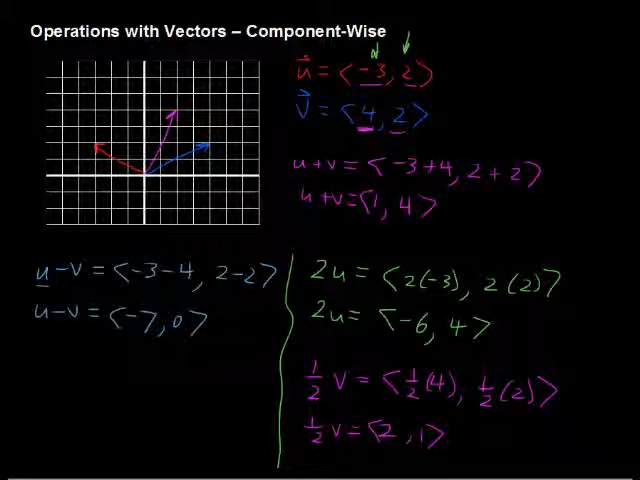 Operations with Vectors – Component-Wise
u⃗ = ⟨-3, 2⟩
v⃗ = ⟨4, 2⟩
u+v = ⟨-3+4, 2+2⟩
u+v=⟨1, 4⟩
u-v = ⟨-3-4, 2-2⟩
u-v = ⟨-7, 0⟩
2u = ⟨2(-3), 2(2)⟩
2u = ⟨-6, 4⟩
1/2 v = ⟨1/2(4), 1/2(2)⟩
1/2 v = ⟨2, 1⟩